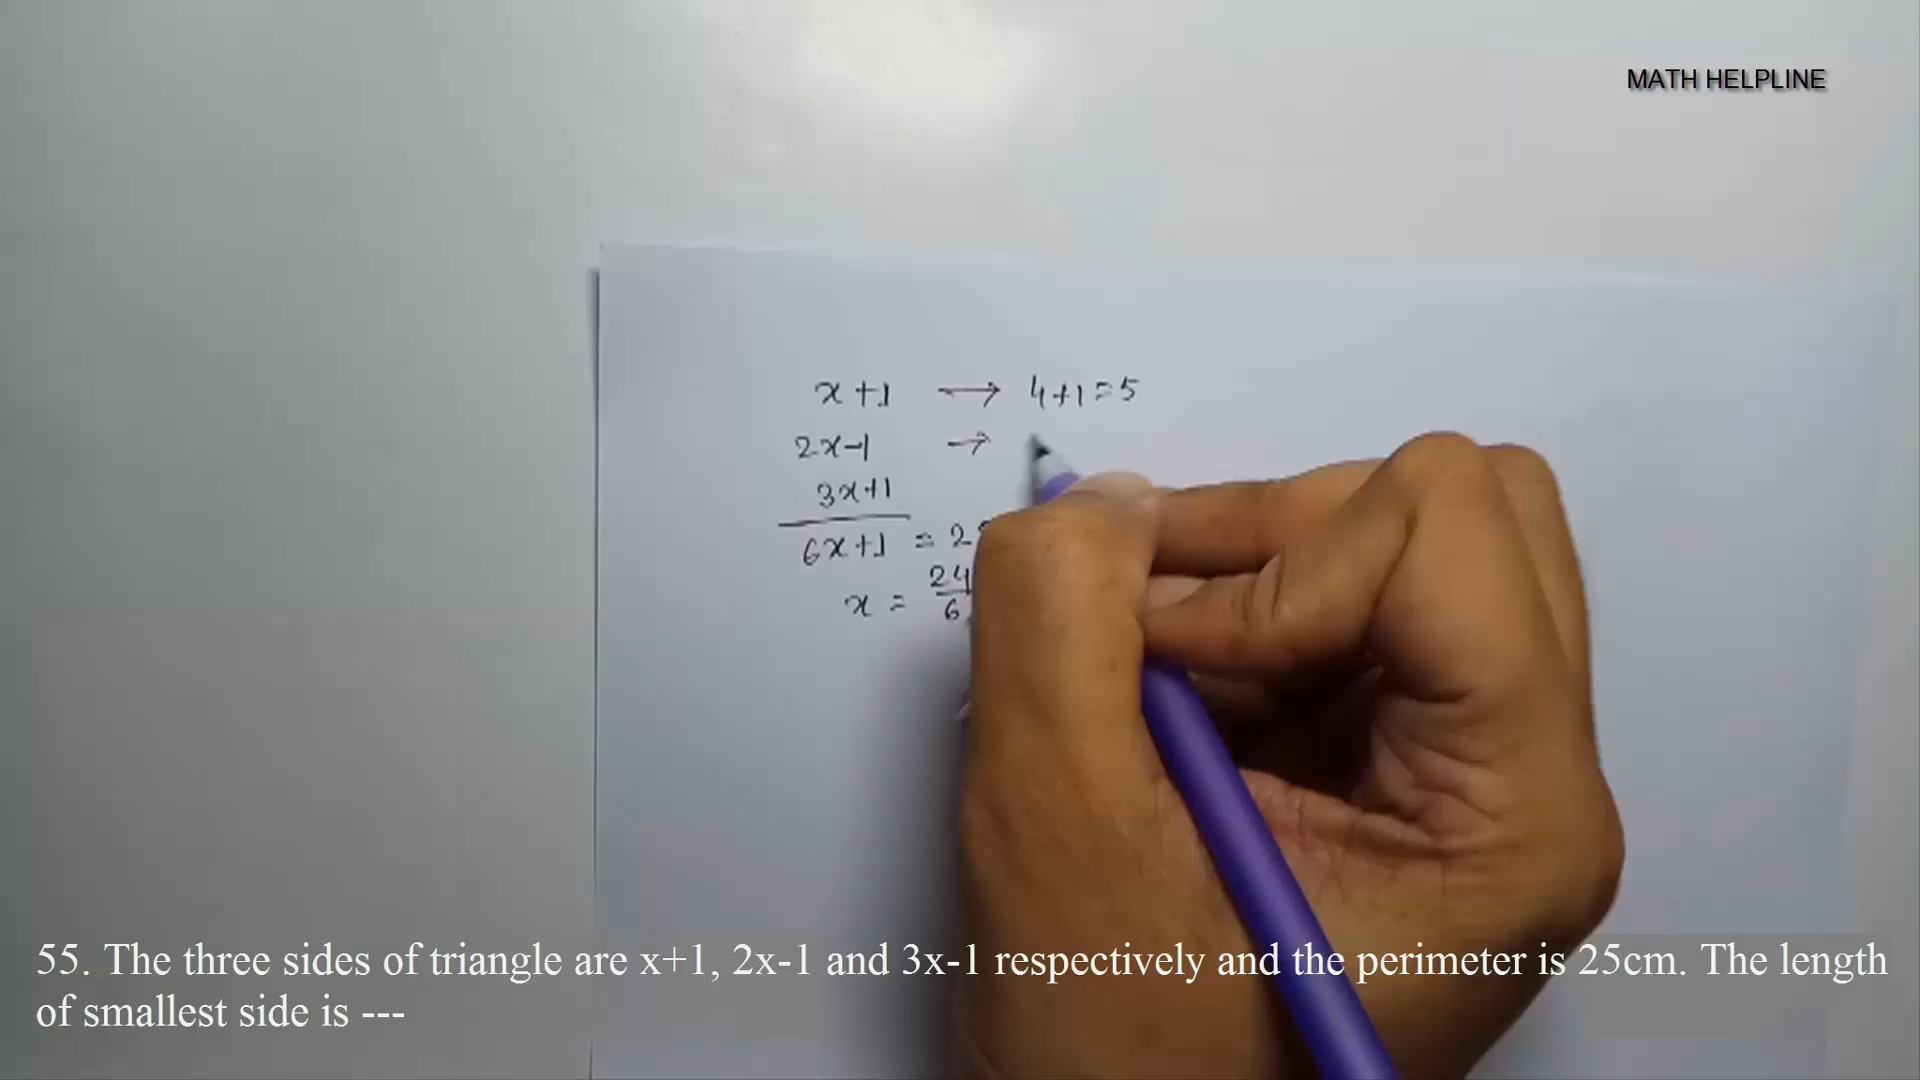 MATH HELPLINE
x+1 → 4+1=5
2x-1 →
3x+1
6x+1 = 2
x = 24/6
55. The three sides of triangle are x+1, 2x-1 and 3x-1 respectively and the perimeter is 25cm. The length
of smallest side is ---